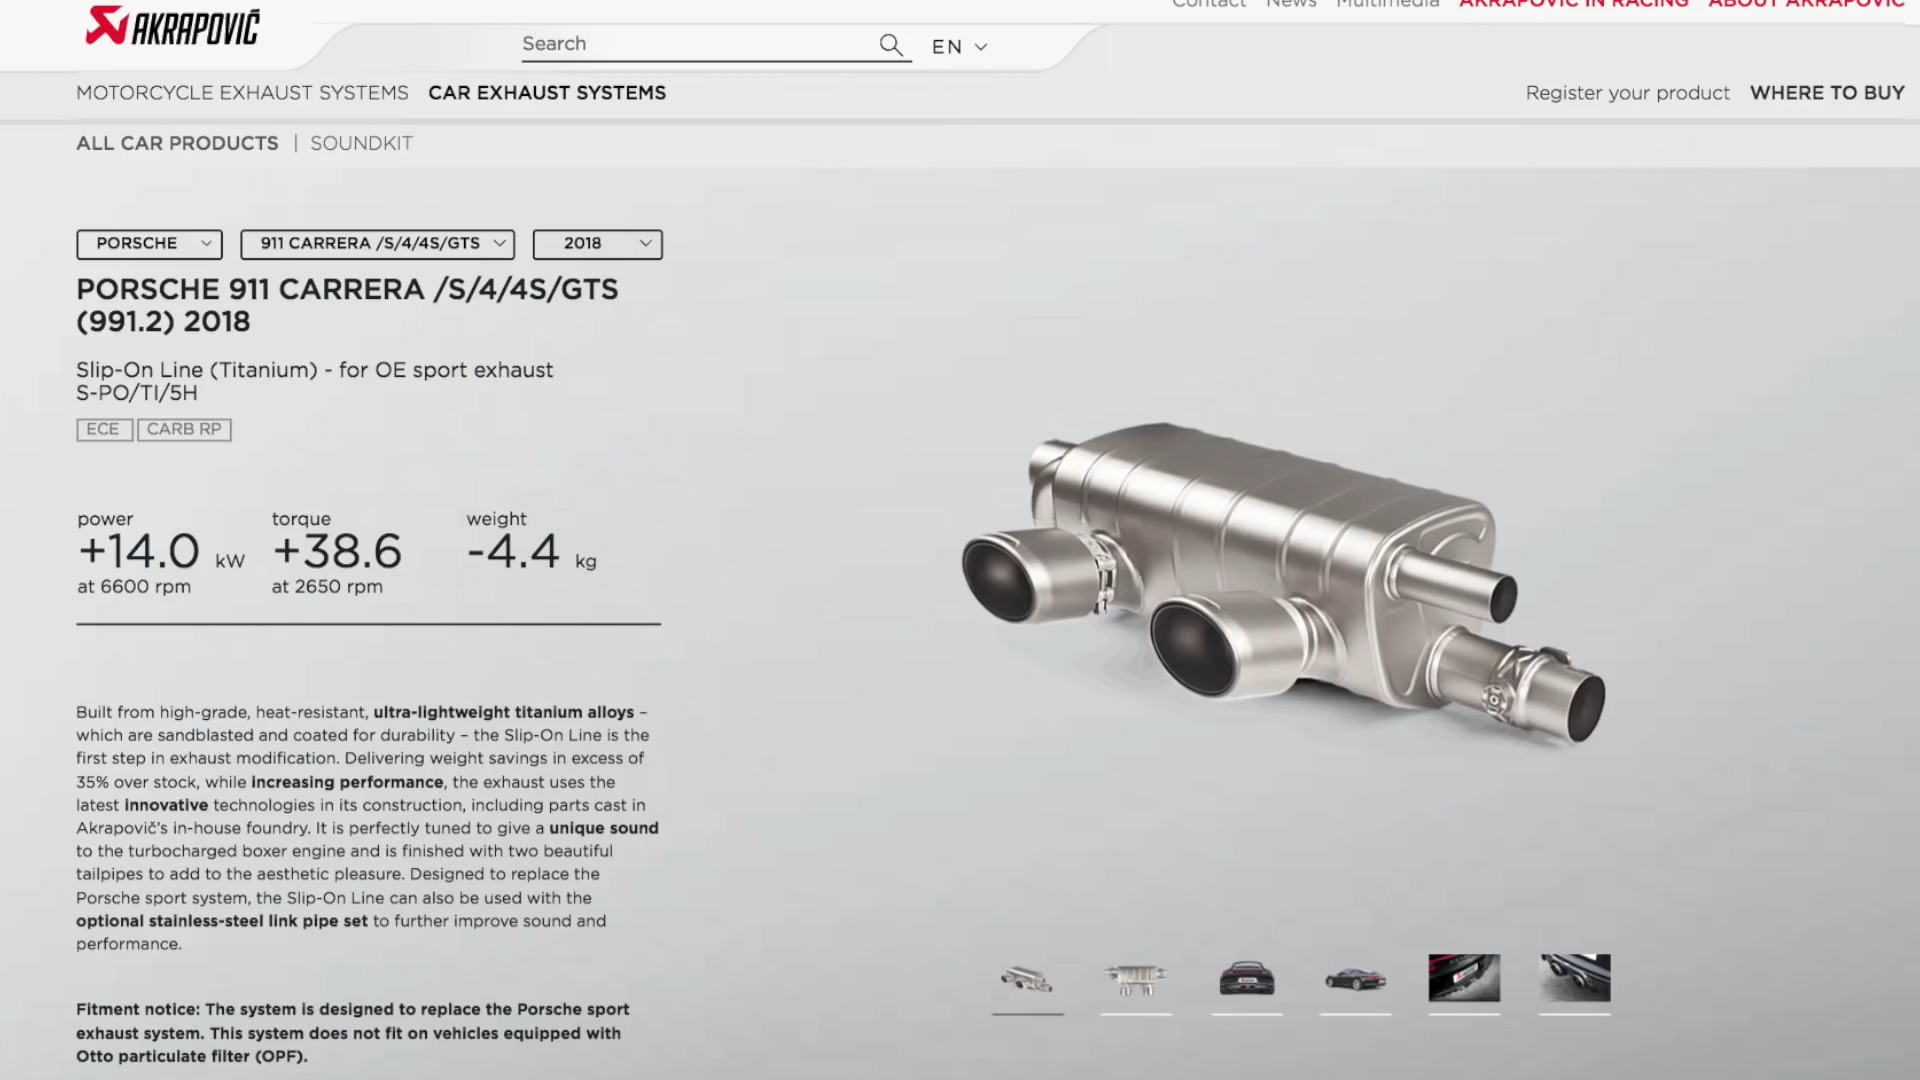 Contact News Multimedia AKRAPOVIČ IN RACING ABOUT AKRAPOVIČ
AKRAPOVIČ
Search
EN
MOTORCYCLE EXHAUST SYSTEMS CAR EXHAUST SYSTEMS
Register your product WHERE TO BUY
ALL CAR PRODUCTS | SOUNDKIT
PORSCHE 911 CARRERA /S/4/4S/GTS 2018
PORSCHE 911 CARRERA /S/4/4S/GTS
(991.2) 2018
Slip-On Line (Titanium) - for OE sport exhaust
S-PO/TI/5H
ECE CARB RP
power torque weight
+14.0 kW +38.6 -4.4 kg
at 6600 rpm at 2650 rpm
Built from high-grade, heat-resistant, ultra-lightweight titanium alloys –
which are sandblasted and coated for durability – the Slip-On Line is the
first step in exhaust modification. Delivering weight savings in excess of
35% over stock, while increasing performance, the exhaust uses the
latest innovative technologies in its construction, including parts cast in
Akrapovič's in-house foundry. It is perfectly tuned to give a unique sound
to the turbocharged boxer engine and is finished with two beautiful
tailpipes to add to the aesthetic pleasure. Designed to replace the
Porsche sport system, the Slip-On Line can also be used with the
optional stainless-steel link pipe set to further improve sound and
performance.
Fitment notice: The system is designed to replace the Porsche sport
exhaust system. This system does not fit on vehicles equipped with
Otto particulate filter (OPF).